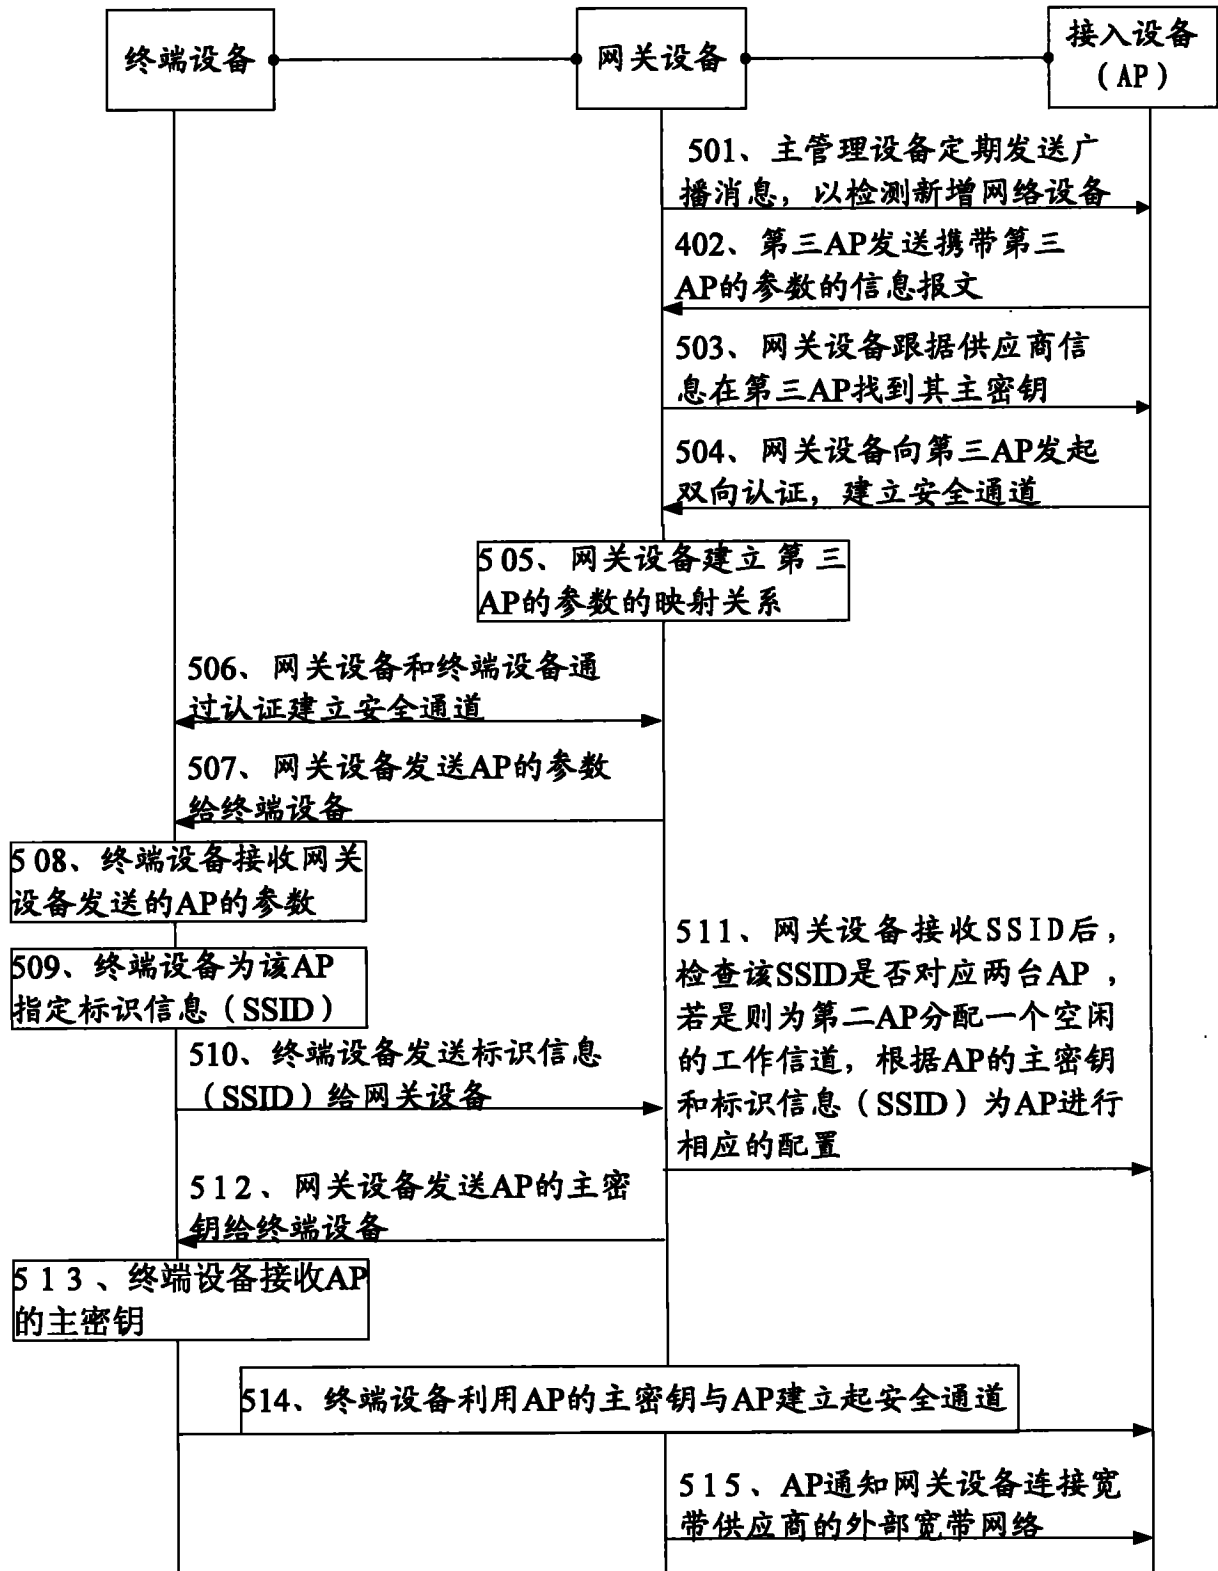 终端设备
网关设备
接入设备
（AP）
501、主管理设备定期发送广
播消息，以检测新增网络设备
402、第三AP发送携带第三
AP的参数的信息报文
503、网关设备跟据供应商信
息在第三AP找到其主密钥
504、网关设备向第三AP发起
双向认证，建立安全通道
505、网关设备建立第三
AP的参数的映射关系
506、网关设备和终端设备通
过认证建立安全通道
507、网关设备发送AP的参数
给终端设备
508、终端设备接收网关
设备发送的AP的参数
509、终端设备为该AP
指定标识信息（SSID）
510、终端设备发送标识信息
（SSID）给网关设备
511、网关设备接收SSID后，
检查该SSID是否对应两台AP，
若是则为第二AP分配一个空闲
的工作信道，根据AP的主密钥
和标识信息（SSID）为AP进行
相应的配置
512、网关设备发送AP的主密
钥给终端设备
513、终端设备接收AP
的主密钥
514、终端设备利用AP的主密钥与AP建立起安全通道
515、AP通知网关设备连接宽
带供应商的外部宽带网络